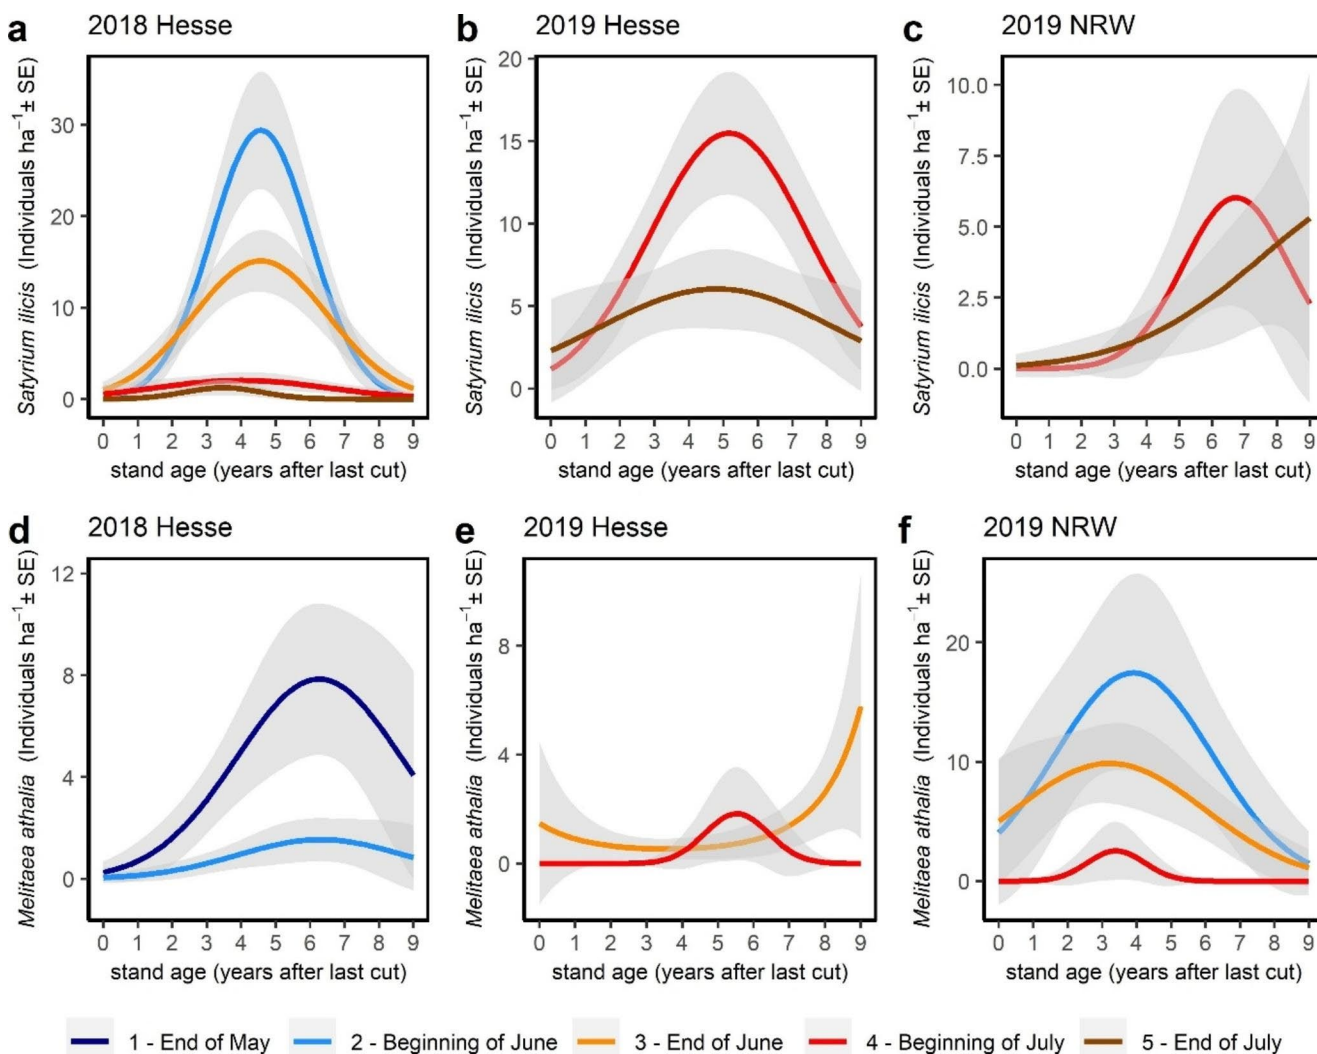 a 2018 Hesse
b 2019 Hesse
c 2019 NRW
Satyrium ilicis (Individuals ha⁻¹± SE)
30
20
10
0
0 1 2 3 4 5 6 7 8 9
stand age (years after last cut)
Satyrium ilicis (Individuals ha⁻¹± SE)
20
15
10
5
0
0 1 2 3 4 5 6 7 8 9
stand age (years after last cut)
Satyrium ilicis (Individuals ha⁻¹± SE)
10.0
7.5
5.0
2.5
0.0
0 1 2 3 4 5 6 7 8 9
stand age (years after last cut)
d 2018 Hesse
e 2019 Hesse
f 2019 NRW
Melitaea athalia (Individuals ha⁻¹± SE)
12
8
4
0
0 1 2 3 4 5 6 7 8 9
stand age (years after last cut)
Melitaea athalia (Individuals ha⁻¹± SE)
8
4
0
0 1 2 3 4 5 6 7 8 9
stand age (years after last cut)
Melitaea athalia (Individuals ha⁻¹± SE)
20
10
0
0 1 2 3 4 5 6 7 8 9
stand age (years after last cut)
1 - End of May 2 - Beginning of June 3 - End of June 4 - Beginning of July 5 - End of July